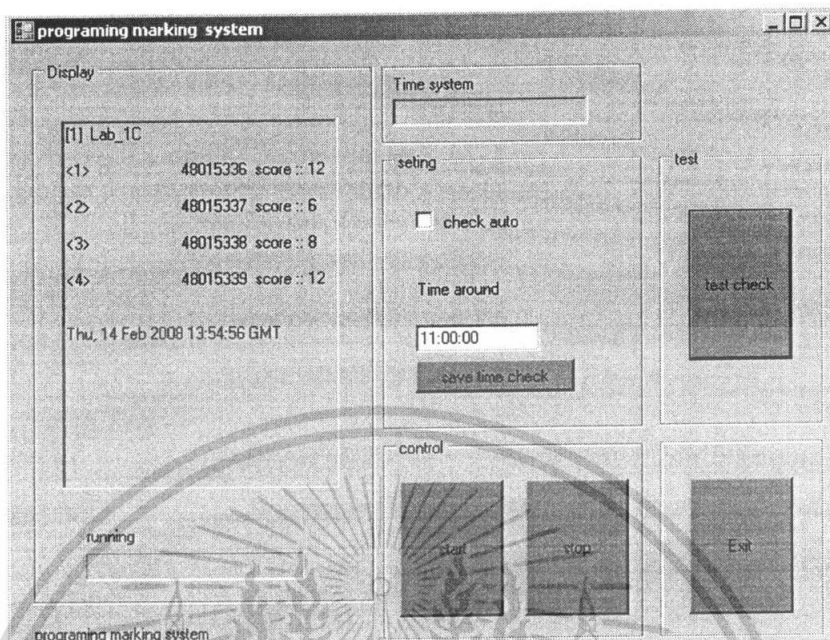 programing marking system
Display
[1] Lab_1C
<1> 48015336 score :: 12
<2> 48015337 score :: 6
<3> 48015338 score :: 8
<4> 48015339 score :: 12
Thu, 14 Feb 2008 13:54:56 GMT
running
Time system
seting
check auto
Time around
11:00:00
save time check
test
test check
control
start
stop
Exit
programing marking system